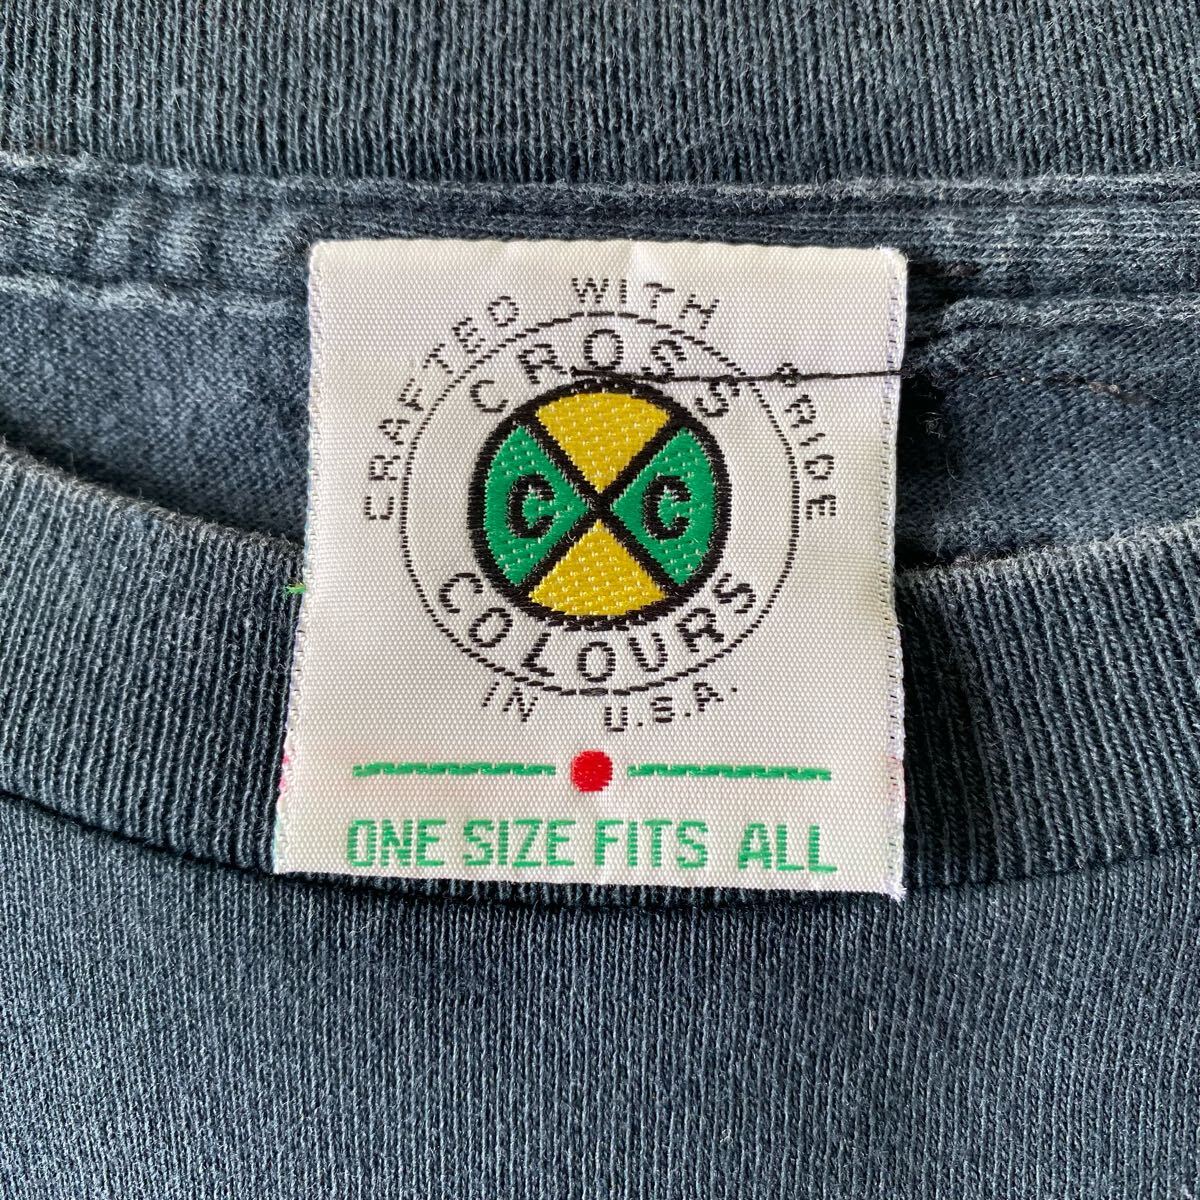 CRAFTED WITH PRIDE
CROSS
C C
COLOURS
IN U.S.A.
ONE SIZE FITS ALL